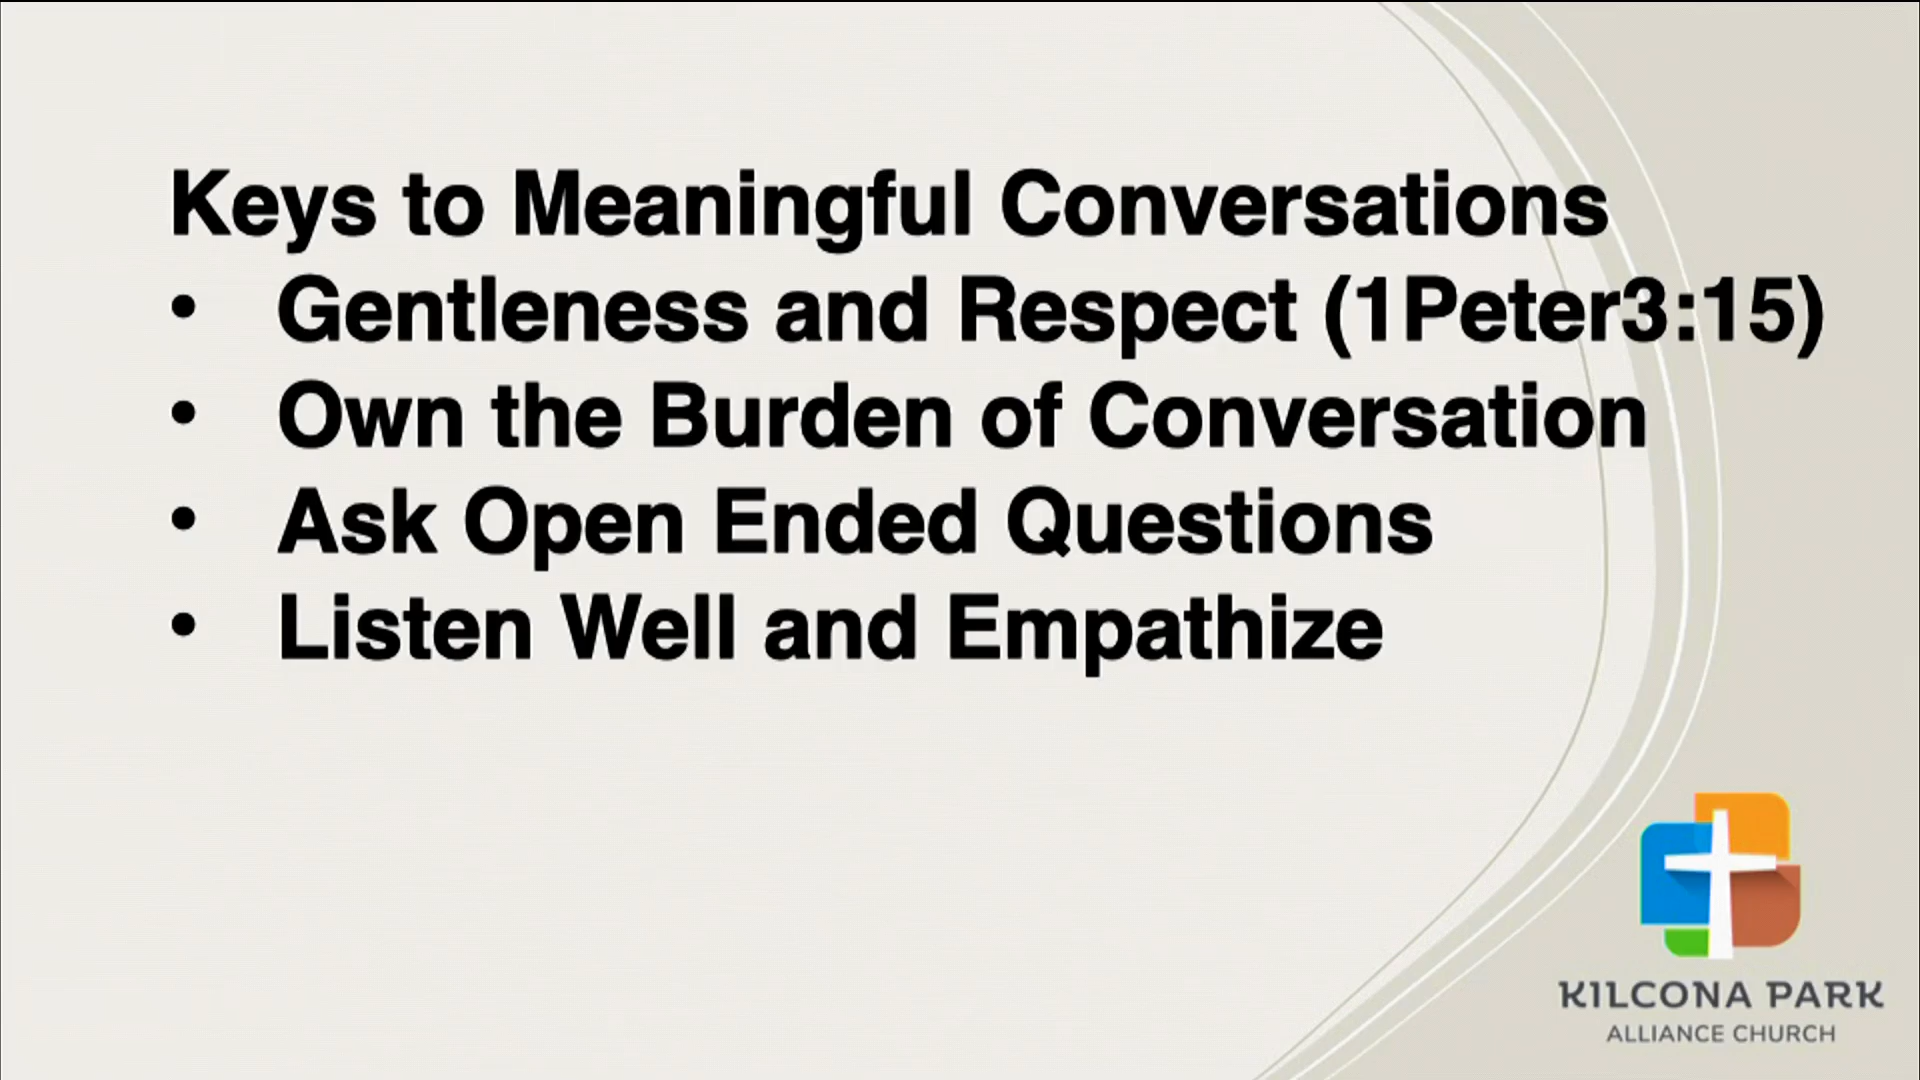 Keys to Meaningful Conversations
• Gentleness and Respect (1Peter3:15)
• Own the Burden of Conversation
• Ask Open Ended Questions
• Listen Well and Empathize
KILCONA PARK
ALLIANCE CHURCH